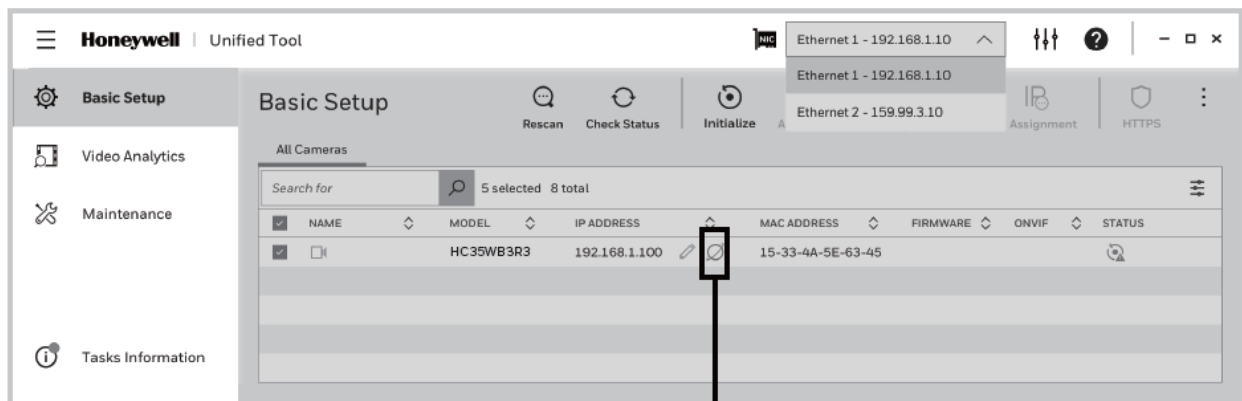 Honeywell | Unified Tool
NIC
Ethernet 1 - 192.168.1.10
Ethernet 1 - 192.168.1.10
Ethernet 2 - 159.99.3.10
Basic Setup
Video Analytics
Maintenance
Tasks Information
Basic Setup
Rescan
Check Status
Initialize
Assignment
HTTPS
All Cameras
Search for
5 selected 8 total
NAME MODEL IP ADDRESS MAC ADDRESS FIRMWARE ONVIF STATUS
HC35WB3R3 192.168.1.100 15-33-4A-5E-63-45